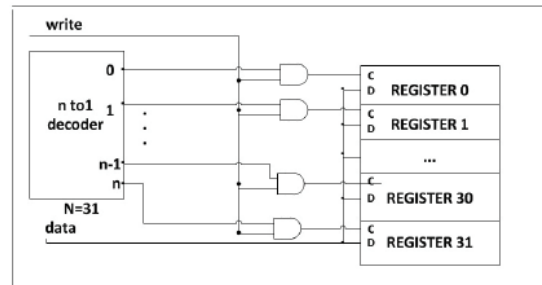 write
0
n to1
decoder
1
n-1
n
N=31
data
C
D REGISTER 0
C
D REGISTER 1
...
C
D REGISTER 30
C
D REGISTER 31